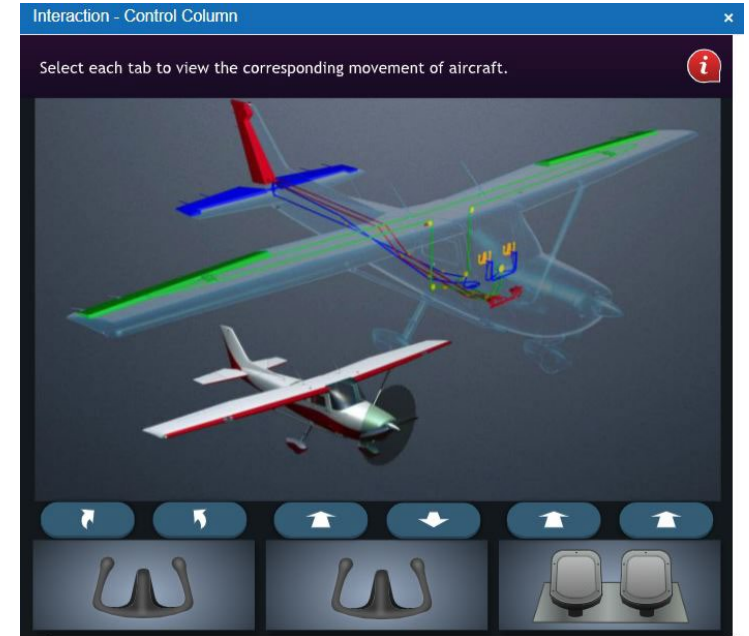 Interaction - Control Column
×
Select each tab to view the corresponding movement of aircraft.
i